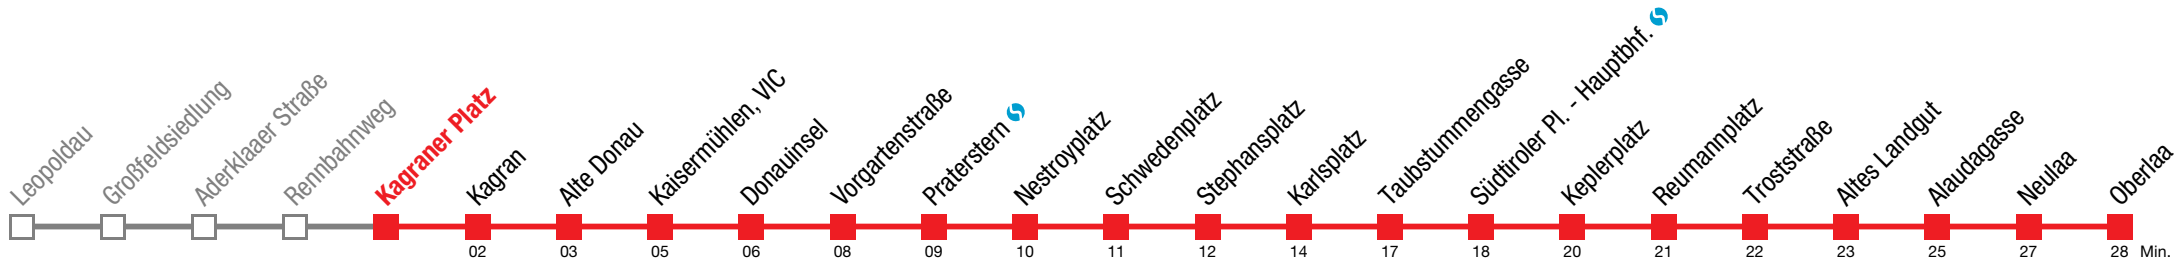 Leopoldau
Großfeldsiedlung
Aderklaaer Straße
Rennbahnweg
Kagraner Platz
Kagran
Alte Donau
Kaisermühlen, VIC
Donauinsel
Vorgartenstraße
Praterstern
Nestroyplatz
Schwedenplatz
Stephansplatz
Karlsplatz
Taubstummengasse
Südtiroler Pl. - Hauptbhf.
Keplerplatz
Reumannplatz
Troststraße
Altes Landgut
Alaudagasse
Neulaa
Oberlaa
02 03 05 06 08 09 10 11 12 14 17 18 20 21 22 23 25 27 28 Min.